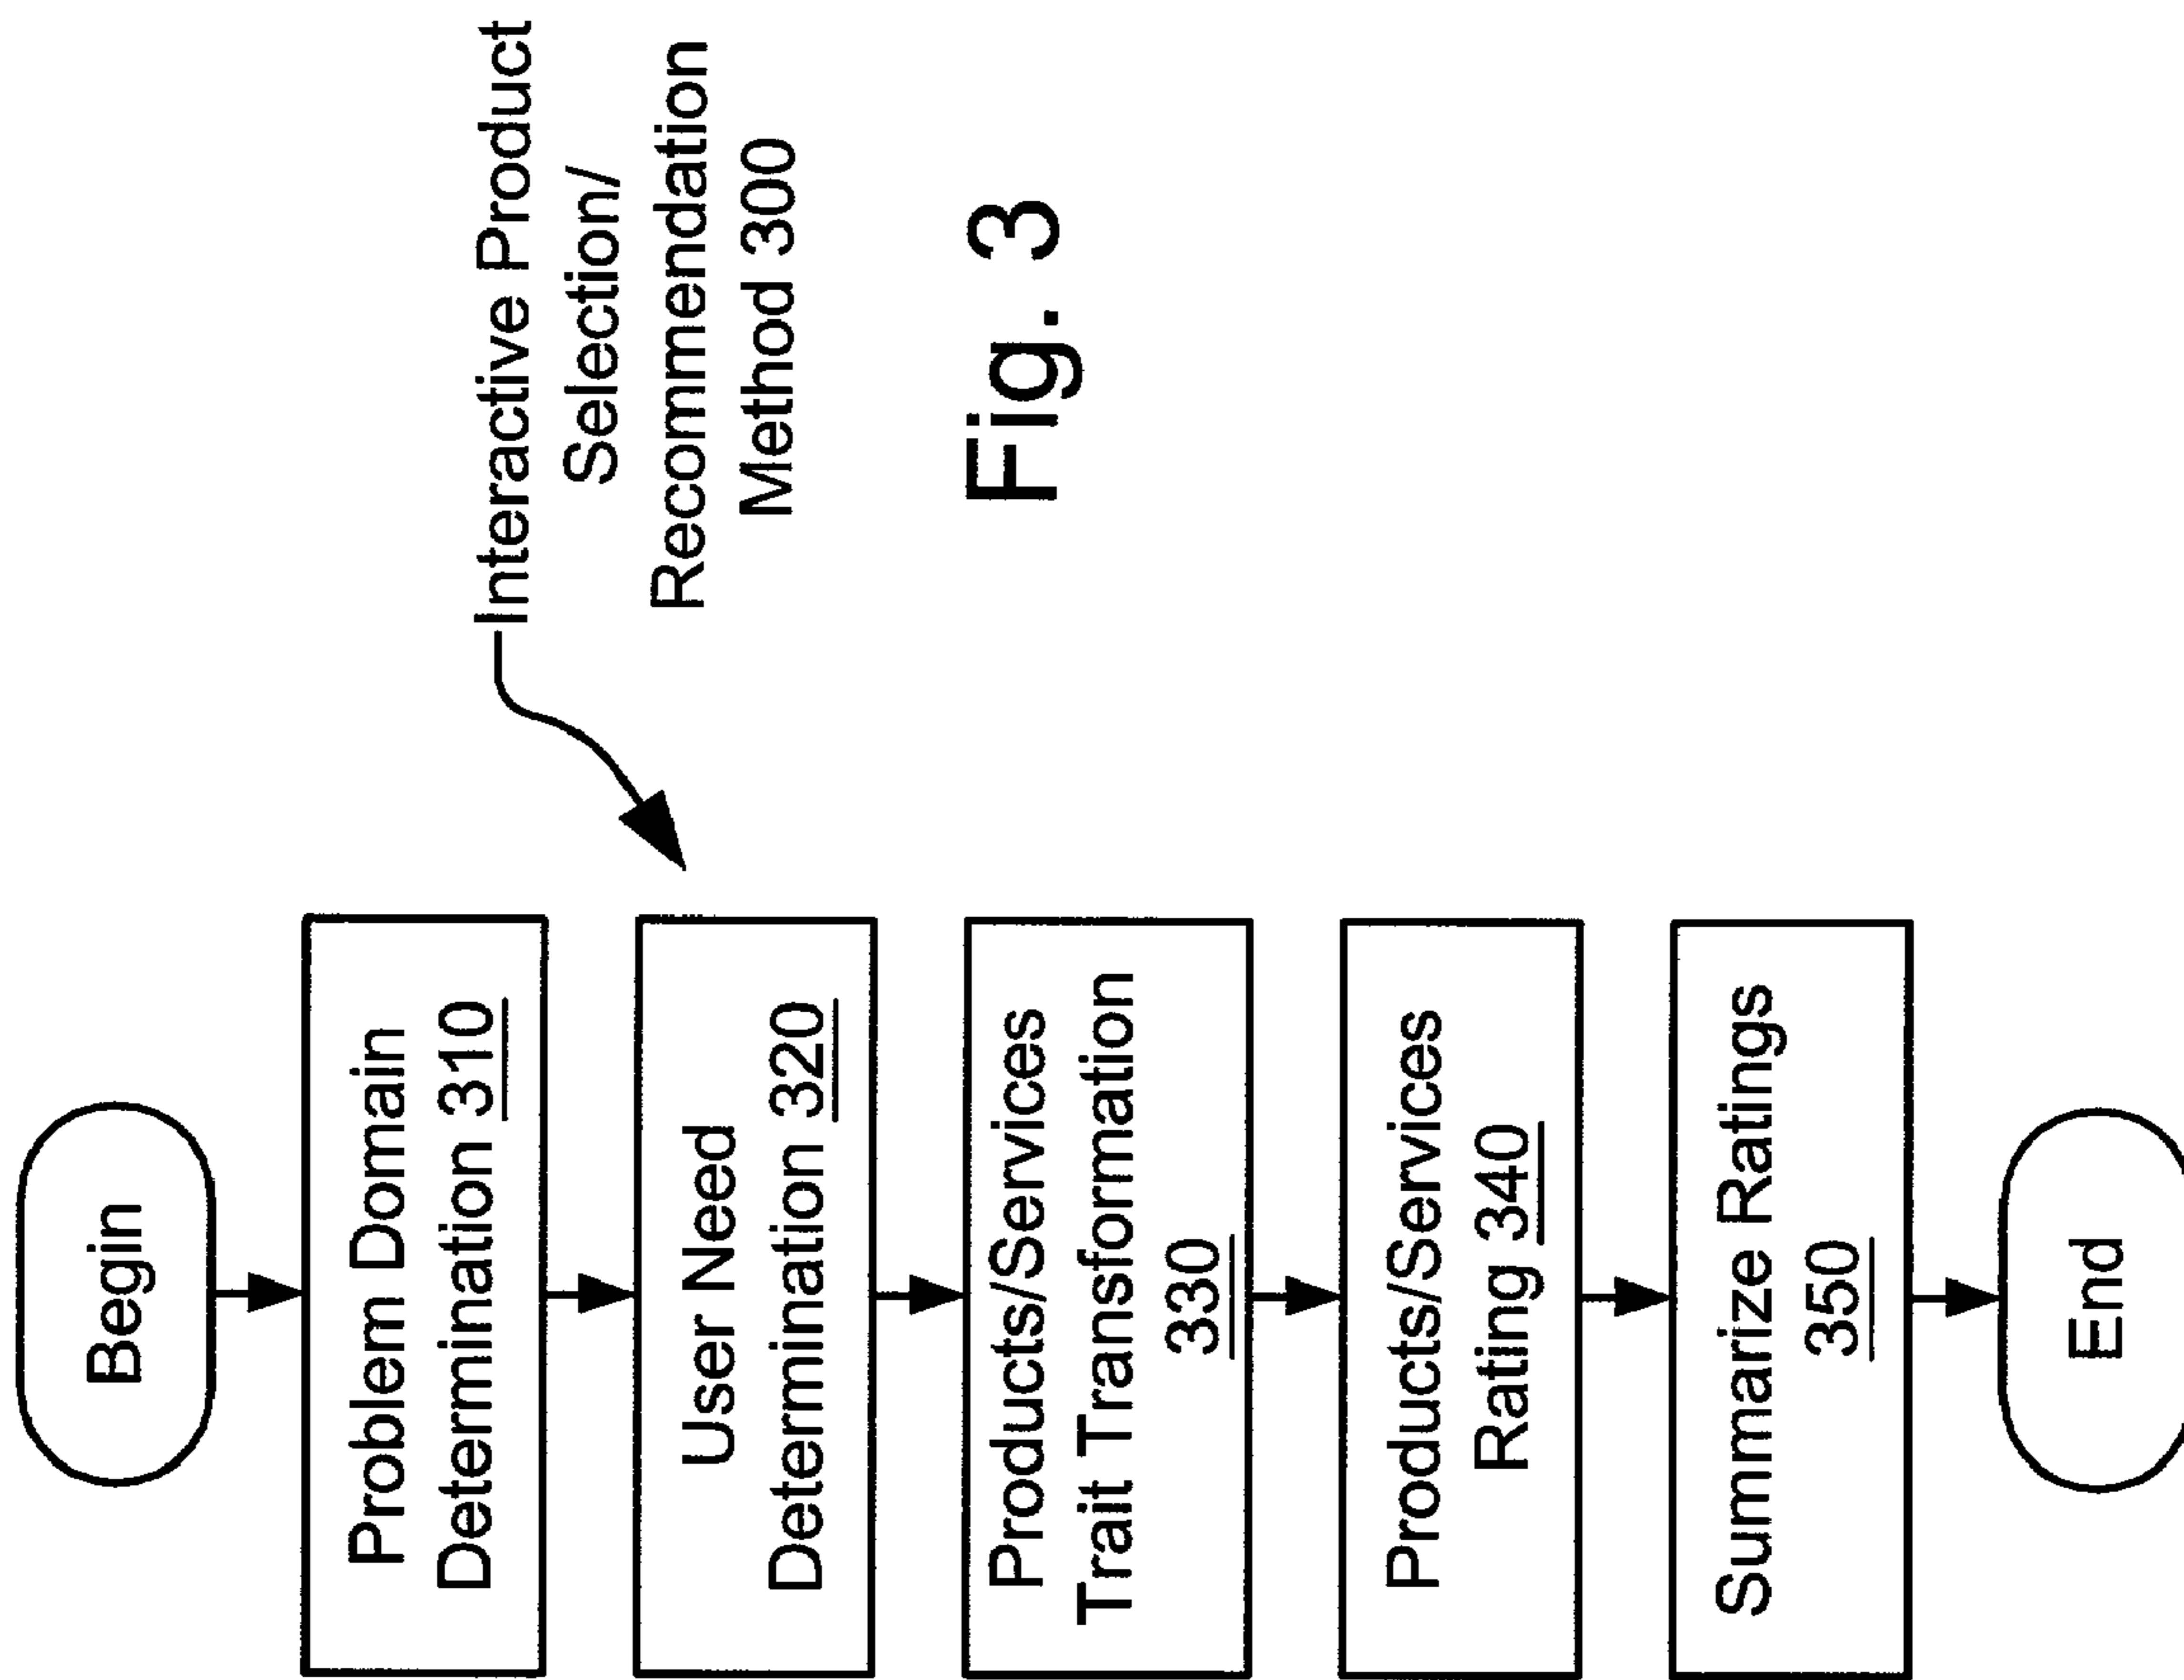 Begin
Problem Domain
Determination 310
User Need
Determination 320
Products/Services
Trait Transformation
330
Products/Services
Rating 340
Summarize Ratings
350
End
Interactive Product
Selection/
Recommendation
Method 300
Fig. 3